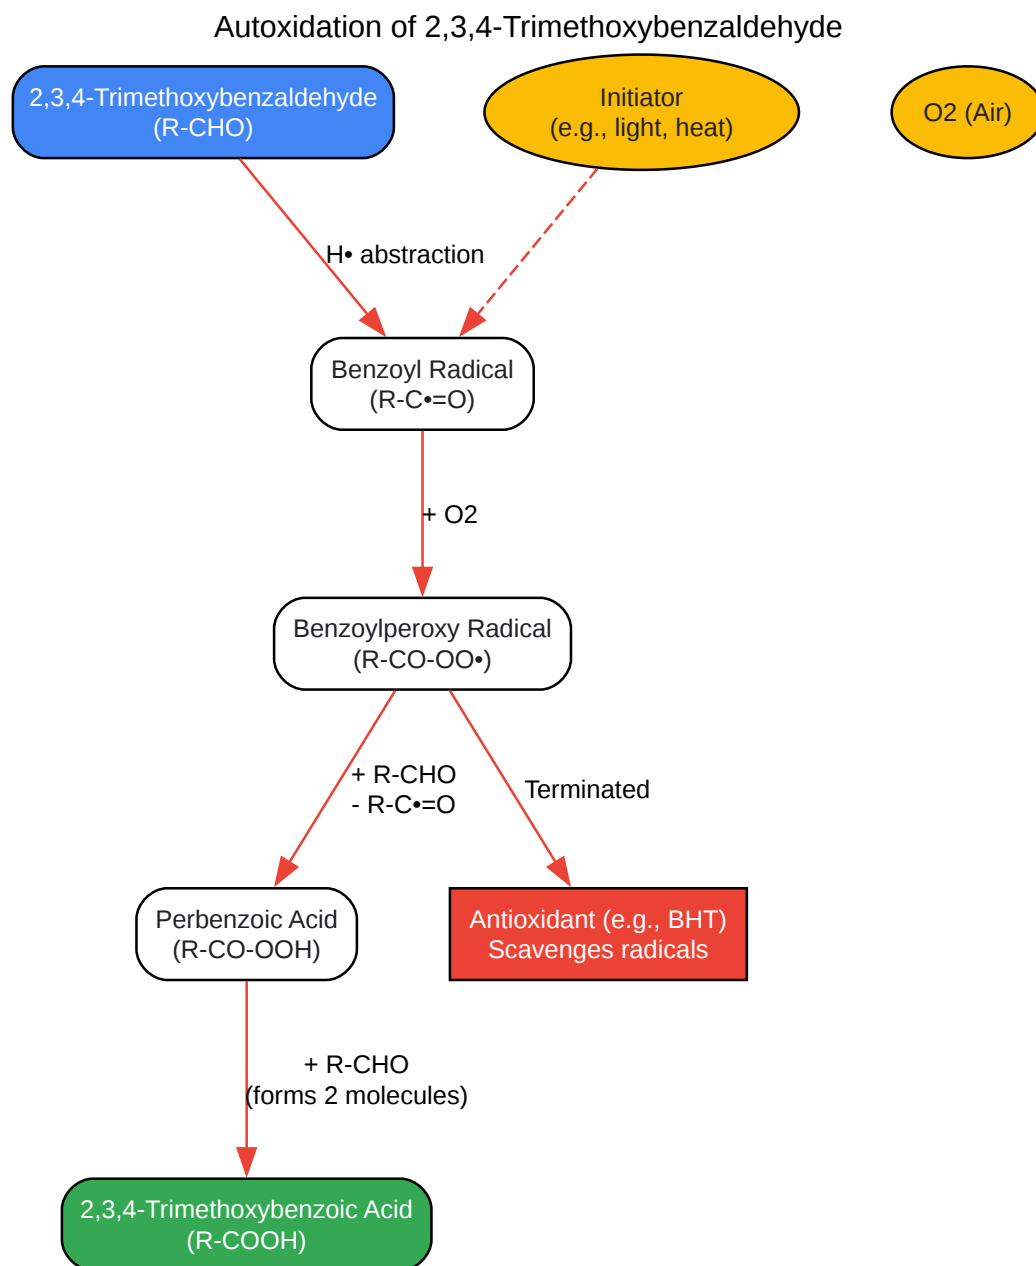 Autoxidation of 2,3,4-Trimethoxybenzaldehyde
2,3,4-Trimethoxybenzaldehyde
(R-CHO)
Initiator
(e.g., light, heat)
O2 (Air)
H• abstraction
Benzoyl Radical
(R-C•=O)
+ O2
Benzoylperoxy Radical
(R-CO-OO•)
+ R-CHO
- R-C•=O
Terminated
Perbenzoic Acid
(R-CO-OOH)
Antioxidant (e.g., BHT)
Scavenges radicals
+ R-CHO
(forms 2 molecules)
2,3,4-Trimethoxybenzoic Acid
(R-COOH)